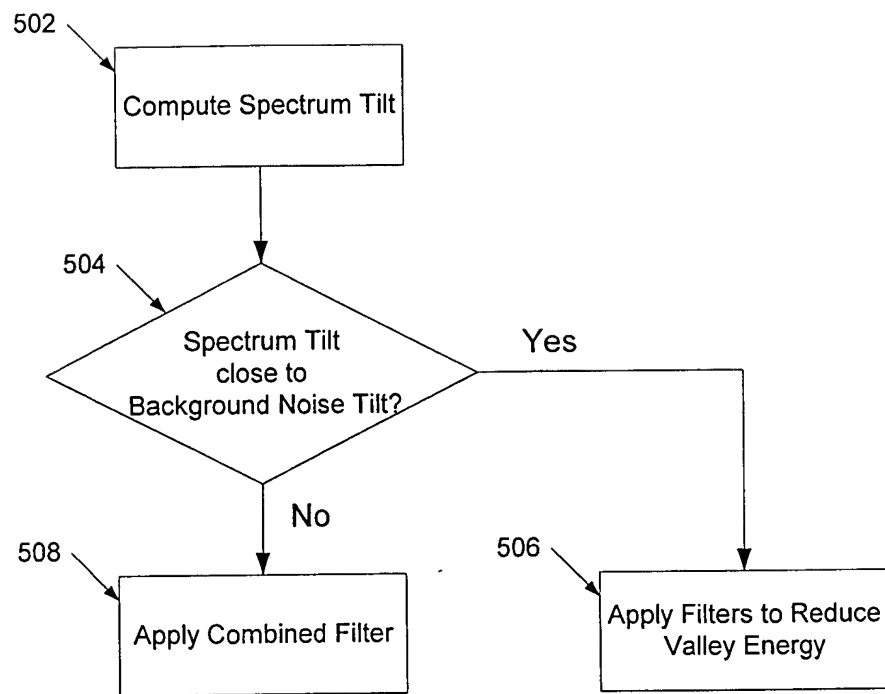 502
Compute Spectrum Tilt
504
Spectrum Tilt
close to
Background Noise Tilt?
Yes
No
508
506
Apply Combined Filter
Apply Filters to Reduce
Valley Energy